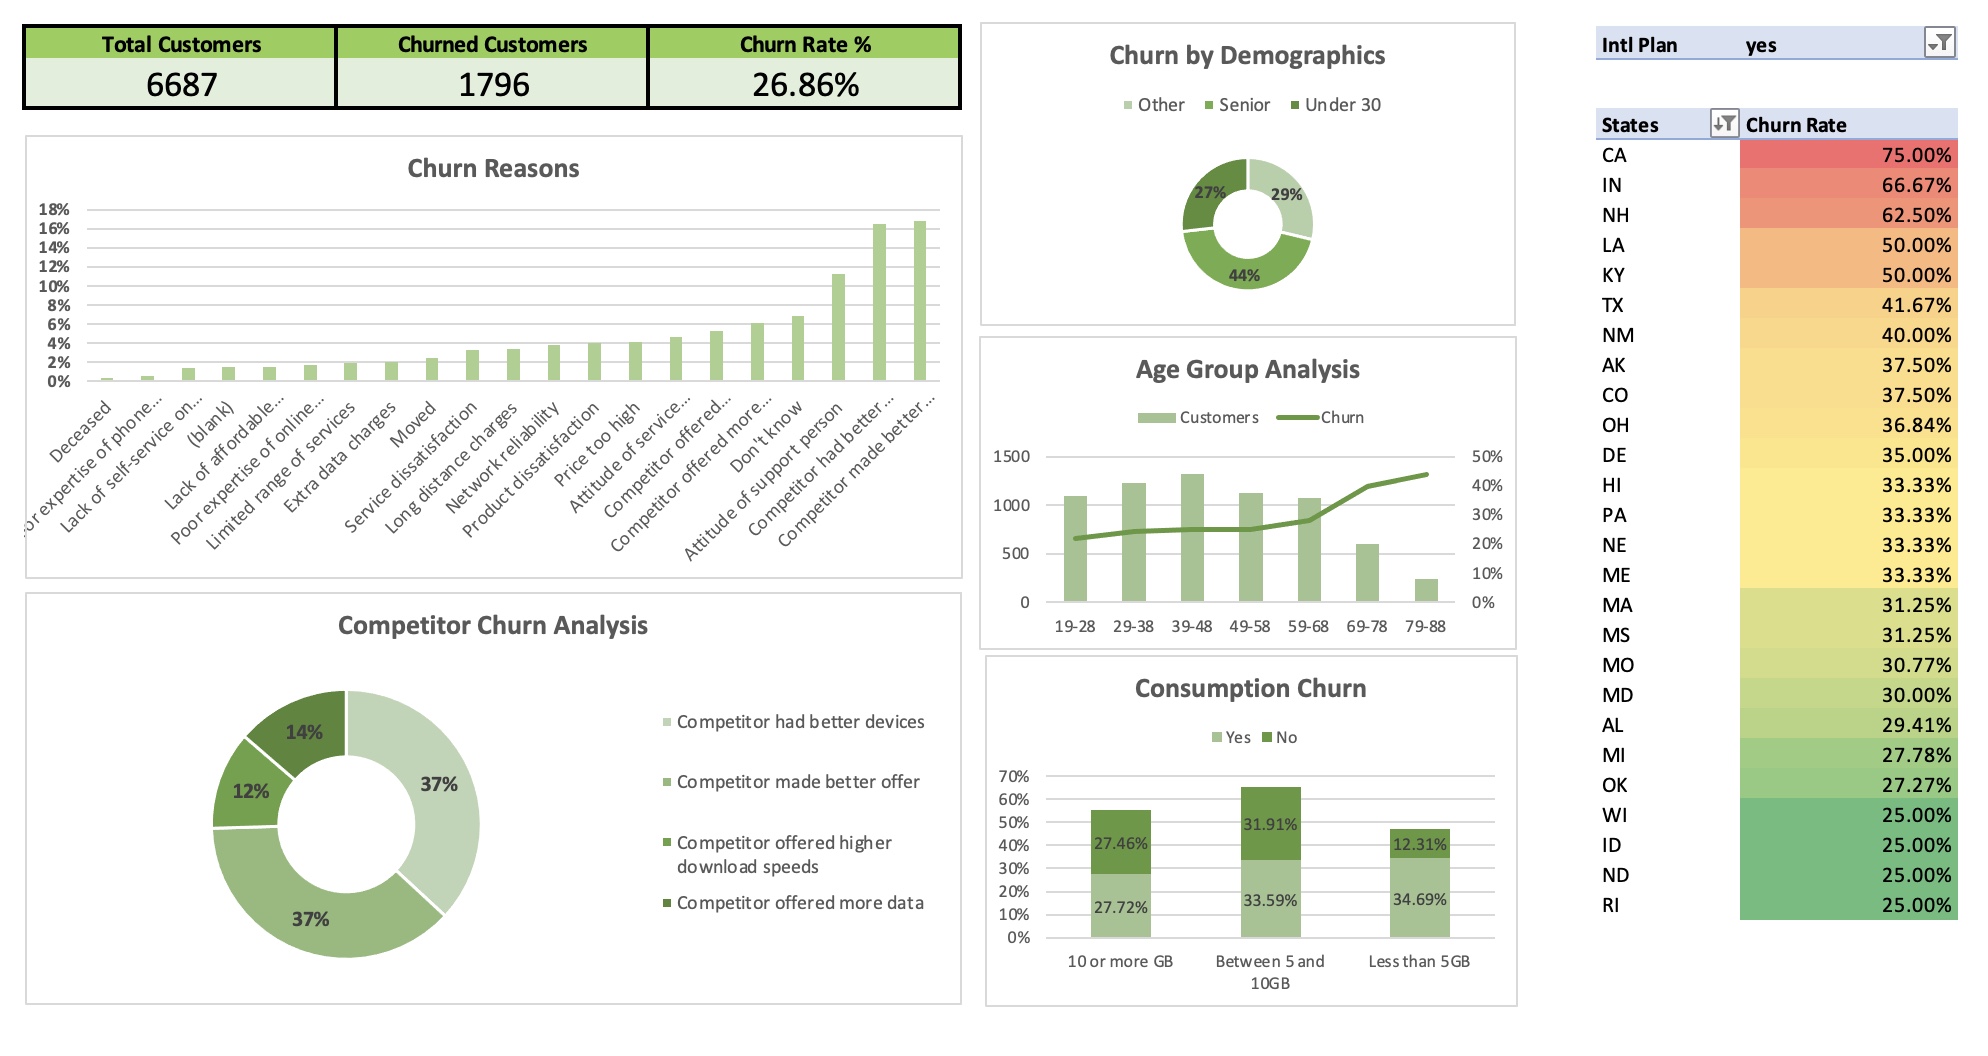 Total Customers
Churned Customers
Churn Rate %
6687
1796
26.86%
Churn Reasons
18%
16%
14%
12%
10%
8%
6%
4%
2%
0%
Deceased
expertise of phone...
Lack of self-service on...
(blank)
Lack of affordable...
Poor expertise of online...
Limited range of services
Extra data charges
Moved
Service dissatisfaction
Long distance charges
Network reliability
Product dissatisfaction
Price too high
Attitude of service...
Competitor offered...
Competitor offered more...
Don't know
Attitude of support person
Competitor had better...
Competitor made better...
Competitor Churn Analysis
14%
37%
12%
37%
Competitor had better devices
Competitor made better offer
Competitor offered higher
download speeds
Competitor offered more data
Churn by Demographics
Other
Senior
Under 30
27%
29%
44%
Age Group Analysis
Customers
Churn
1500
1000
500
0
50%
40%
30%
20%
10%
0%
19-28
29-38
39-48
49-58
59-68
69-78
79-88
Consumption Churn
Yes
No
70%
60%
50%
40%
30%
20%
10%
0%
27.46%
31.91%
12.31%
27.72%
33.59%
34.69%
10 or more GB
Between 5 and
10GB
Less than 5GB
Intl Plan yes
States Churn Rate
CA 75.00%
IN 66.67%
NH 62.50%
LA 50.00%
KY 50.00%
TX 41.67%
NM 40.00%
AK 37.50%
CO 37.50%
OH 36.84%
DE 35.00%
HI 33.33%
PA 33.33%
NE 33.33%
ME 33.33%
MA 31.25%
MS 31.25%
MO 30.77%
MD 30.00%
AL 29.41%
MI 27.78%
OK 27.27%
WI 25.00%
ID 25.00%
ND 25.00%
RI 25.00%